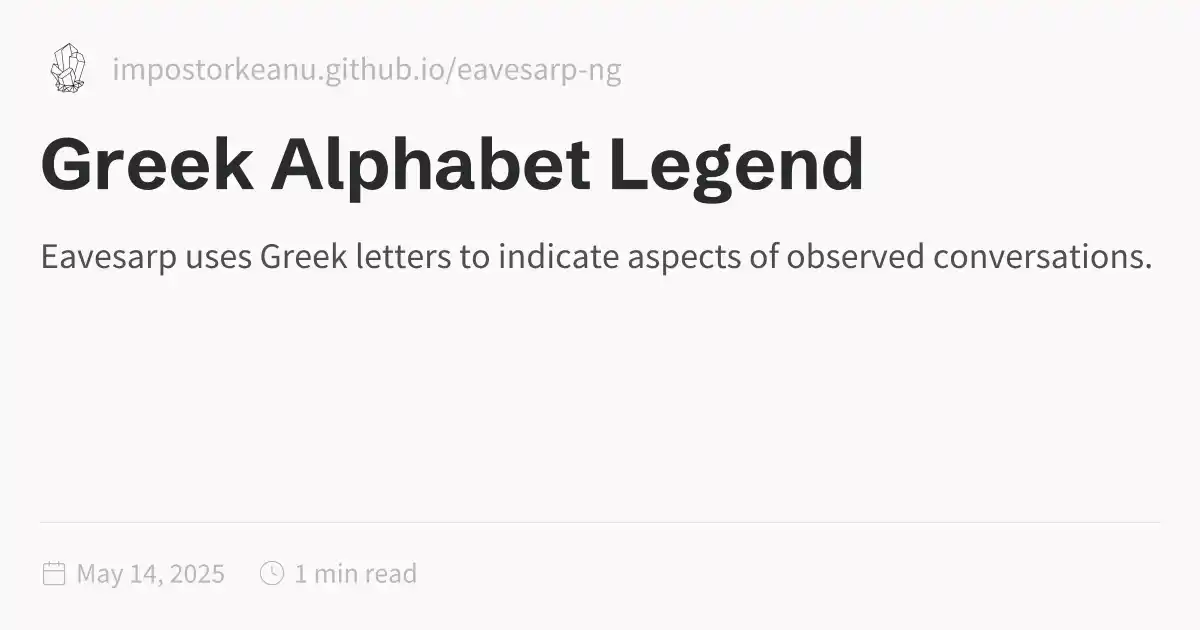 impostorkeanu.github.io/eavesarp-ng
Greek Alphabet Legend
Eavesarp uses Greek letters to indicate aspects of observed conversations.
May 14, 2025 1 min read